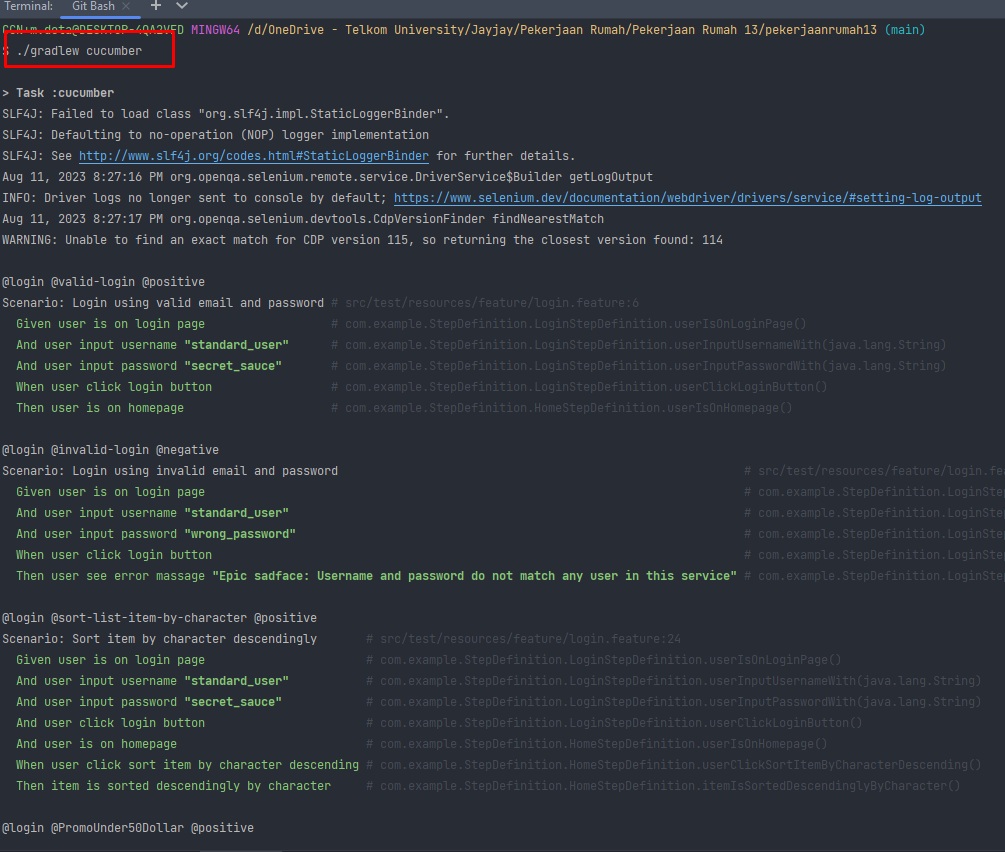 Terminal: Git Bash × +
MINGW64 /d/OneDrive - Telkom University/Jayjay/Pekerjaan Rumah/Pekerjaan Rumah 13/pekerjaanrumah13 (main)
$ ./gradlew cucumber
> Task :cucumber
SLF4J: Failed to load class "org.slf4j.impl.StaticLoggerBinder".
SLF4J: Defaulting to no-operation (NOP) logger implementation
SLF4J: See http://www.slf4j.org/codes.html#StaticLoggerBinder for further details.
Aug 11, 2023 8:27:16 PM org.openqa.selenium.remote.service.DriverService$Builder getLogOutput
INFO: Driver logs no longer sent to console by default; https://www.selenium.dev/documentation/webdriver/drivers/service/#setting-log-output
Aug 11, 2023 8:27:17 PM org.openqa.selenium.devtools.CdpVersionFinder findNearestMatch
WARNING: Unable to find an exact match for CDP version 115, so returning the closest version found: 114
@login @valid-login @positive
Scenario: Login using valid email and password # src/test/resources/feature/login.feature:6
Given user is on login page # com.example.StepDefinition.LoginStepDefinition.userIsOnLoginPage()
And user input username "standard_user" # com.example.StepDefinition.LoginStepDefinition.userInputUsernameWith(java.lang.String)
And user input password "secret_sauce" # com.example.StepDefinition.LoginStepDefinition.userInputPasswordWith(java.lang.String)
When user click login button # com.example.StepDefinition.LoginStepDefinition.userClickLoginButton()
Then user is on homepage # com.example.StepDefinition.HomeStepDefinition.userIsOnHomepage()
@login @invalid-login @negative
Scenario: Login using invalid email and password # src/test/resources/feature/login.fe
Given user is on login page # com.example.StepDefinition.LoginSte
And user input username "standard_user" # com.example.StepDefinition.LoginSte
And user input password "wrong_password" # com.example.StepDefinition.LoginSte
When user click login button # com.example.StepDefinition.LoginSte
Then user see error massage "Epic sadface: Username and password do not match any user in this service" # com.example.StepDefinition.LoginSte
@login @sort-list-item-by-character @positive
Scenario: Sort item by character descendingly # src/test/resources/feature/login.feature:24
Given user is on login page # com.example.StepDefinition.LoginStepDefinition.userIsOnLoginPage()
And user input username "standard_user" # com.example.StepDefinition.LoginStepDefinition.userInputUsernameWith(java.lang.String)
And user input password "secret_sauce" # com.example.StepDefinition.LoginStepDefinition.userInputPasswordWith(java.lang.String)
And user click login button # com.example.StepDefinition.LoginStepDefinition.userClickLoginButton()
And user is on homepage # com.example.StepDefinition.HomeStepDefinition.userIsOnHomepage()
When user click sort item by character descending # com.example.StepDefinition.HomeStepDefinition.userClickSortItemByCharacterDescending()
Then item is sorted descendingly by character # com.example.StepDefinition.HomeStepDefinition.itemIsSortedDescendinglyByCharacter()
@login @PromoUnder50Dollar @positive